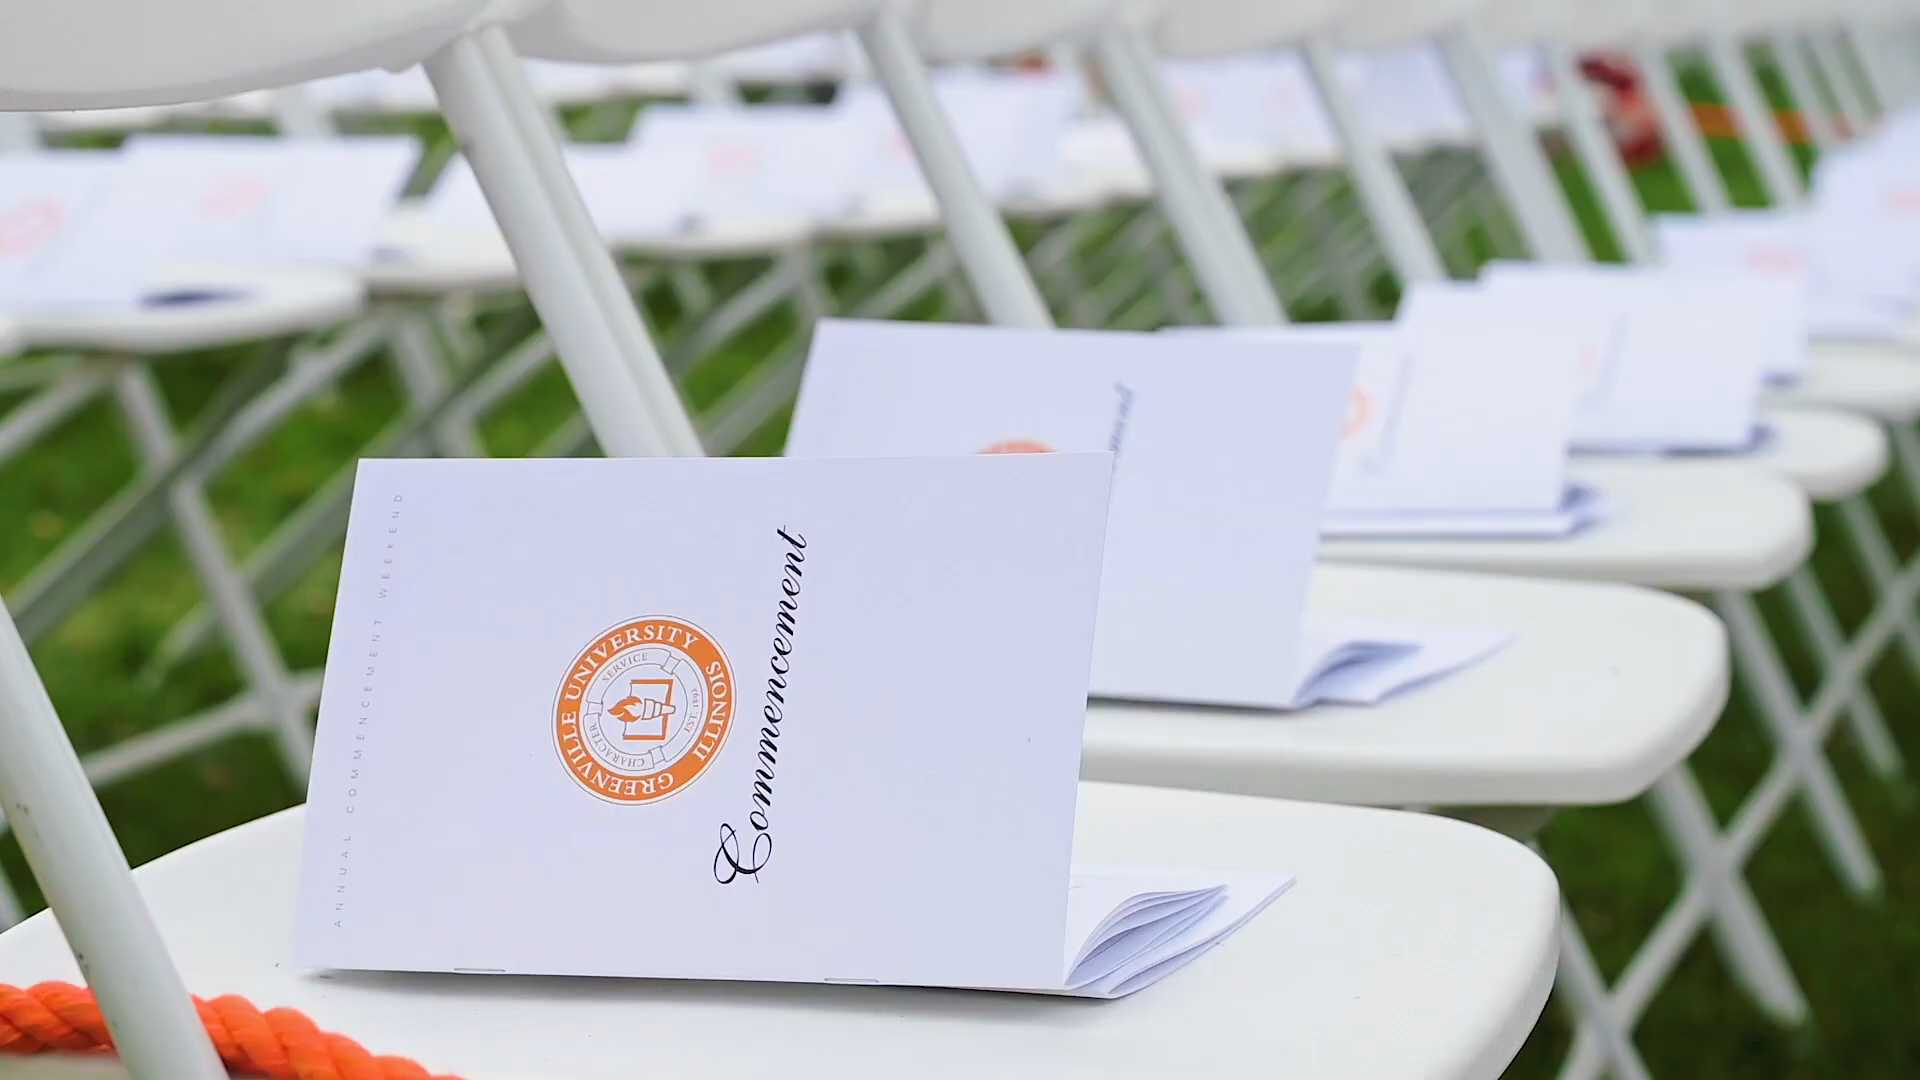 ANNUAL COMMENCEMENT WEEKEND
GREENVILLE UNIVERSITY ILLINOIS
CHARACTER SERVICE EST. 1892
Commencement